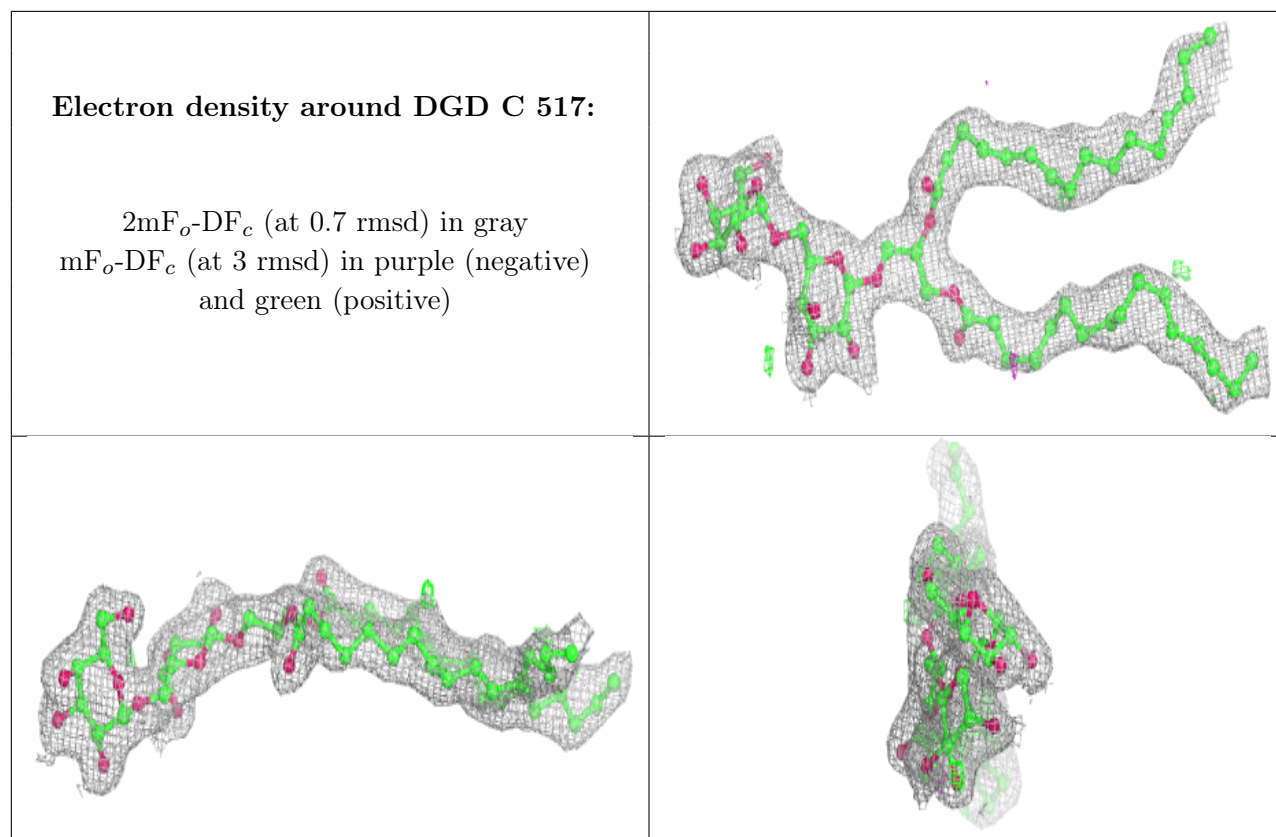 Electron density around DGD C 517:
2mFo-DFc (at 0.7 rmsd) in gray
mFo-DFc (at 3 rmsd) in purple (negative)
and green (positive)